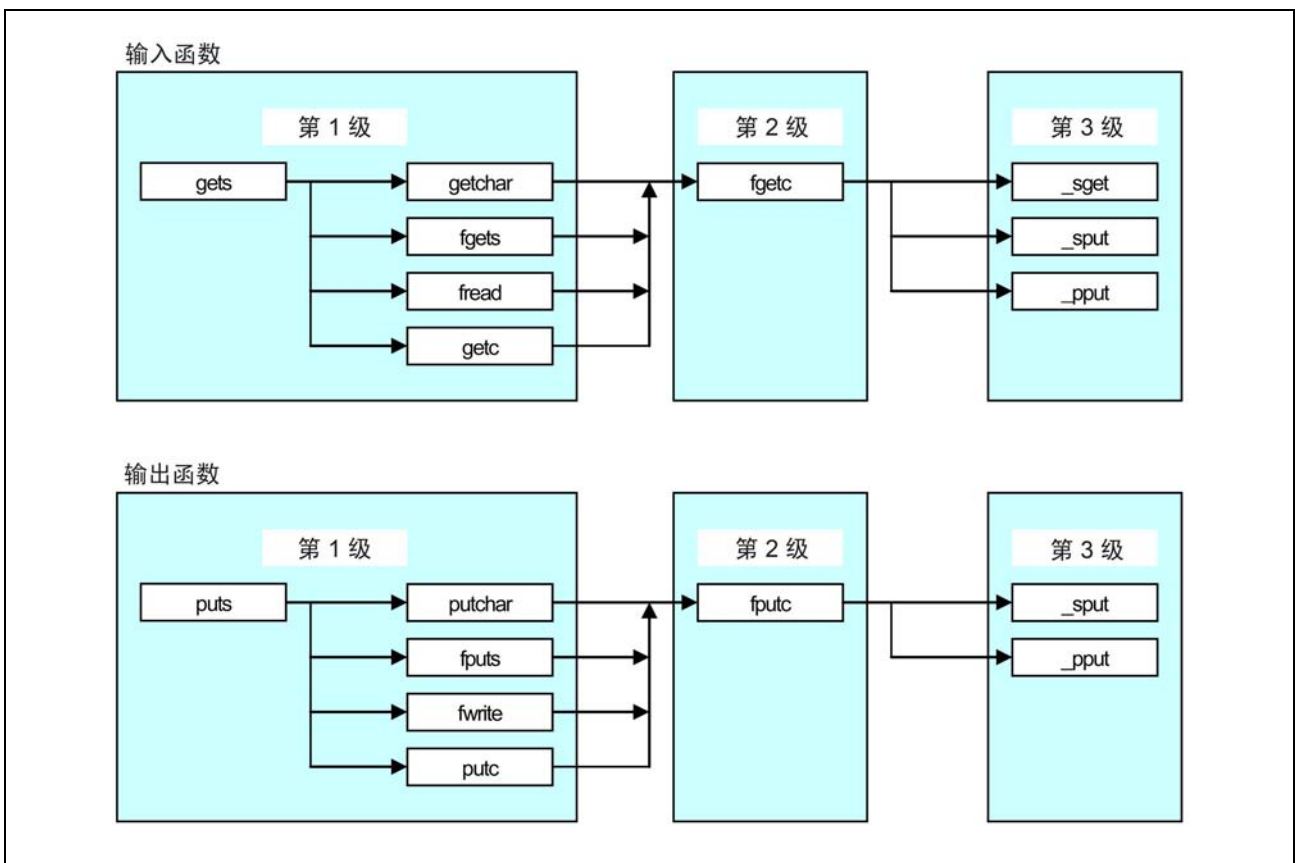 输入函数
第 1 级
第 2 级
第 3 级
gets
getchar
fgetc
_sget
fgets
_sput
fread
_pput
getc
输出函数
第 1 级
第 2 级
第 3 级
puts
putchar
fputc
_sput
fputs
_pput
fwrite
putc